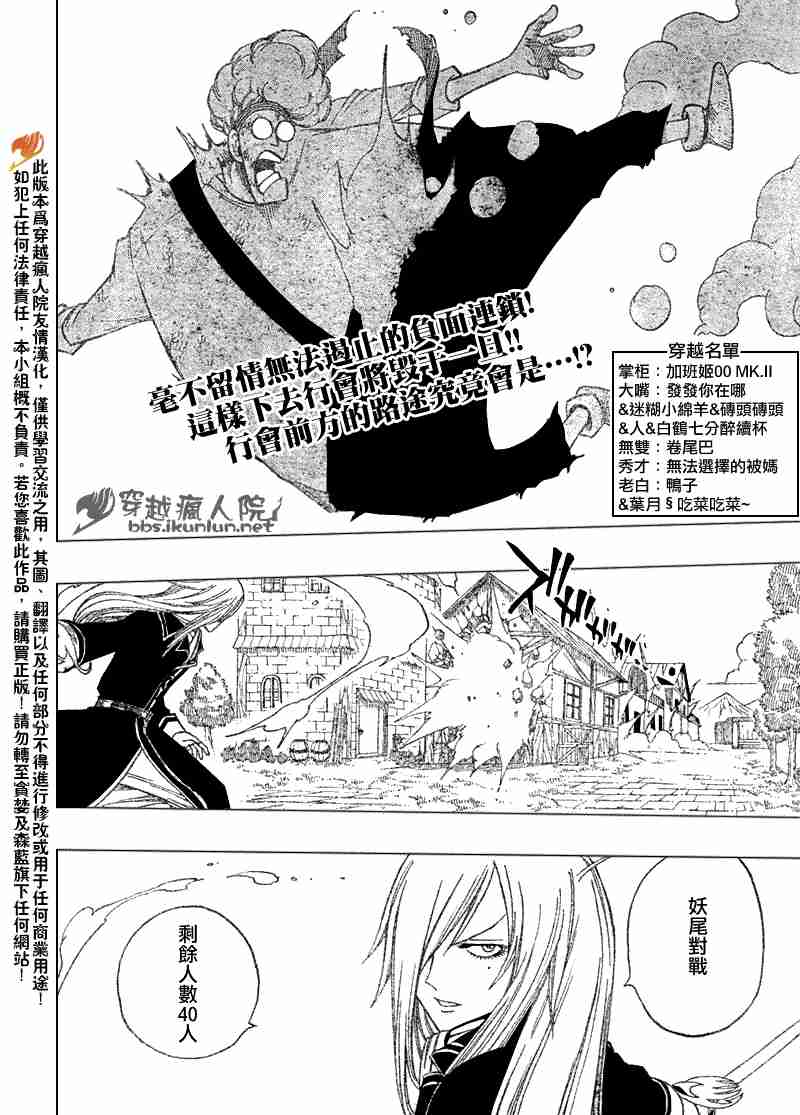 此版本爲穿越瘋人院友情漢化，僅供學習交流之用，其圖、翻譯以及任何部分不得進行修改或用于任何商業用途！
如犯上任何法律責任，本小組概不負責。若您喜歡此作品，請購買正版！請勿轉至貪婪及森藍旗下任何網站！
毫不留情無法遏止的負面連鎖!
這樣下去行會將毀于一旦!!
行會前方的路途究竟會是…!?
穿越名單
掌柜：加班姬00 MK.II
大嘴：發發你在哪
&迷糊小綿羊&磚頭磚頭
&人&白鶴七分醉續杯
無雙：卷尾巴
秀才：無法選擇的被媽
老白：鴨子
&葉月§吃菜吃菜~
穿越瘋人院
bbs.ikunlun.net
妖尾對戰
剩餘人數40人